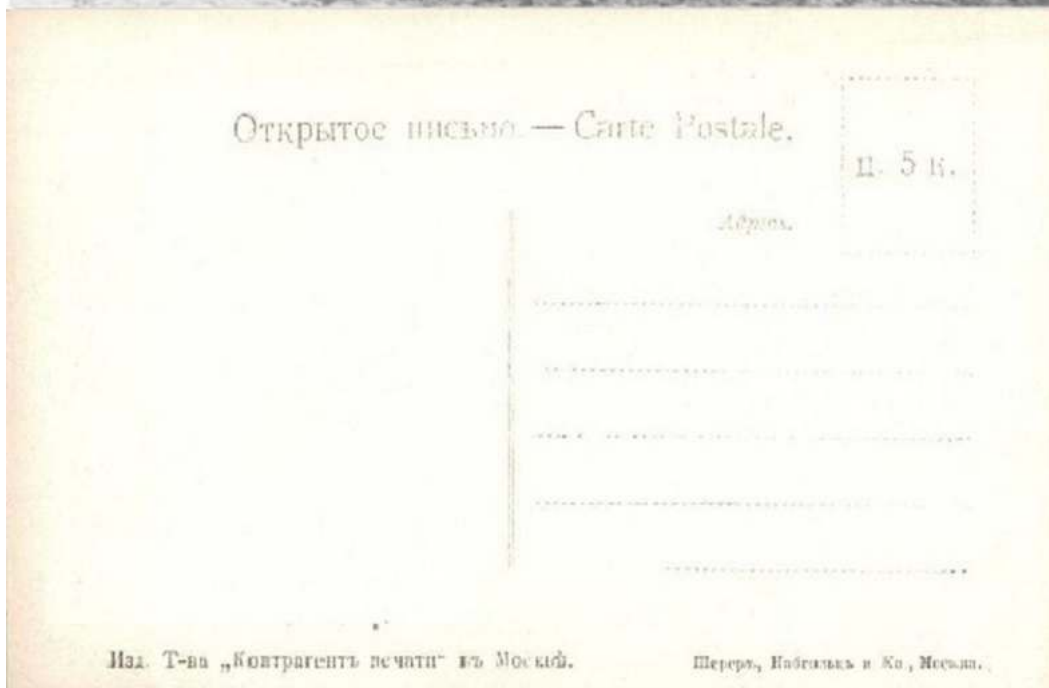 Открытое письмо. — Carte Postale.
ц. 5 к.
Адресъ.
Изд. Т-ва „Контрагентъ печати“ въ Москвѣ.
Шереръ, Набгольцъ и Ко, Москва.